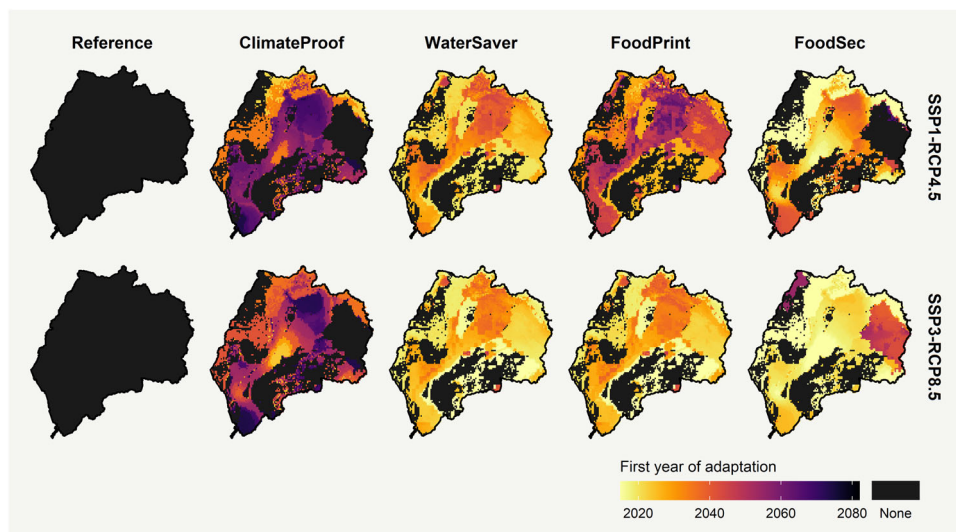 Reference ClimateProof WaterSaver FoodPrint FoodSec
SSP1-RCP4.5
SSP3-RCP8.5
First year of adaptation
2020 2040 2060 2080 None